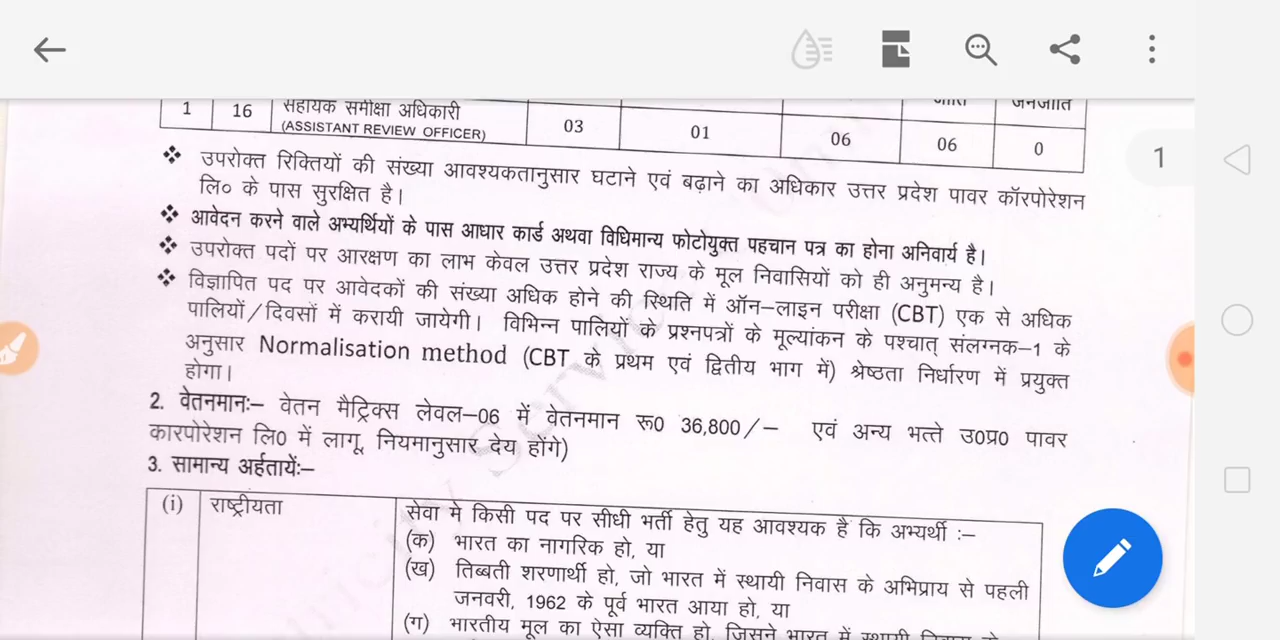 जाति जनजाति
1 16 सहायक समीक्षा अधिकारी 03 01 06 06 0
(ASSISTANT REVIEW OFFICER)
1
❖ उपरोक्त रिक्तियों की संख्या आवश्यकतानुसार घटाने एवं बढ़ाने का अधिकार उत्तर प्रदेश पावर कॉरपोरेशन
लि० के पास सुरक्षित है।
❖ आवेदन करने वाले अभ्यर्थियों के पास आधार कार्ड अथवा विधिमान्य फोटोयुक्त पहचान पत्र का होना अनिवार्य है।
❖ उपरोक्त पदों पर आरक्षण का लाभ केवल उत्तर प्रदेश राज्य के मूल निवासियों को ही अनुमन्य है।
❖ विज्ञापित पद पर आवेदकों की संख्या अधिक होने की स्थिति में ऑन–लाइन परीक्षा (CBT) एक से अधिक
पालियों/दिवसों में करायी जायेगी। विभिन्न पालियों के प्रश्नपत्रों के मूल्यांकन के पश्चात् संलग्नक-1 के
अनुसार Normalisation method (CBT के प्रथम एवं द्वितीय भाग में) श्रेष्ठता निर्धारण में प्रयुक्त
होगा।
2. वेतनमानः– वेतन मैट्रिक्स लेवल–06 में वेतनमान रू0 36,800/– एवं अन्य भत्ते उ0प्र0 पावर
कारपोरेशन लि0 में लागू, नियमानुसार देय होंगे)
3. सामान्य अर्हतायेंः–
(i) राष्ट्रीयता सेवा मे किसी पद पर सीधी भर्ती हेतु यह आवश्यक है कि अभ्यर्थी :–
(क) भारत का नागरिक हो, या
(ख) तिब्बती शरणार्थी हो, जो भारत में स्थायी निवास के अभिप्राय से पहली
जनवरी, 1962 के पूर्व भारत आया हो, या
(ग) भारतीय मूल का ऐसा व्यक्ति हो, जिसने भारत में स्थायी निवास के